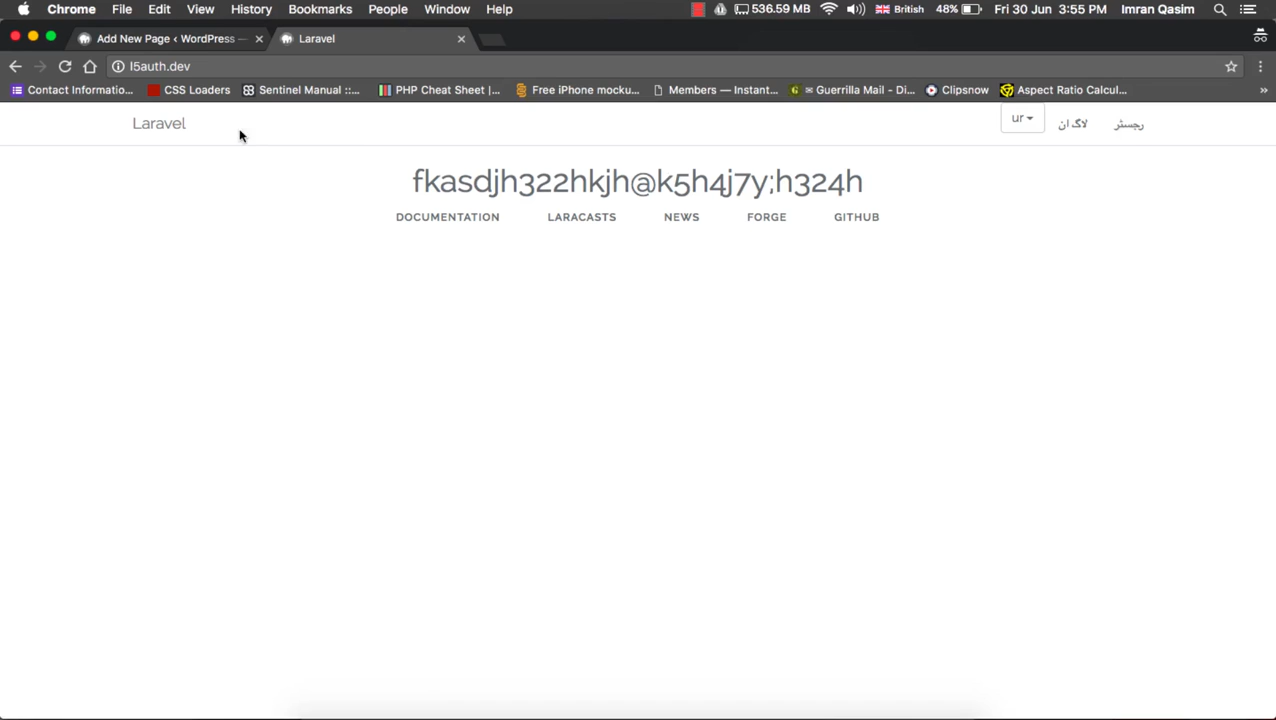 Chrome File Edit View History Bookmarks People Window Help 536.59 MB British 48% Fri 30 Jun 3:55 PM Imran Qasim
Add New Page ‹ WordPress — Laravel
l5auth.dev
Contact Informatio... CSS Loaders Sentinel Manual ::... PHP Cheat Sheet |... Free iPhone mocku... Members — Instant... G ✉ Guerrilla Mail - Di... Clipsnow Aspect Ratio Calcul... »
Laravel ur لاگ ان رجسٹر
fkasdjh322hkjh@k5h4j7y;h324h
DOCUMENTATION LARACASTS NEWS FORGE GITHUB